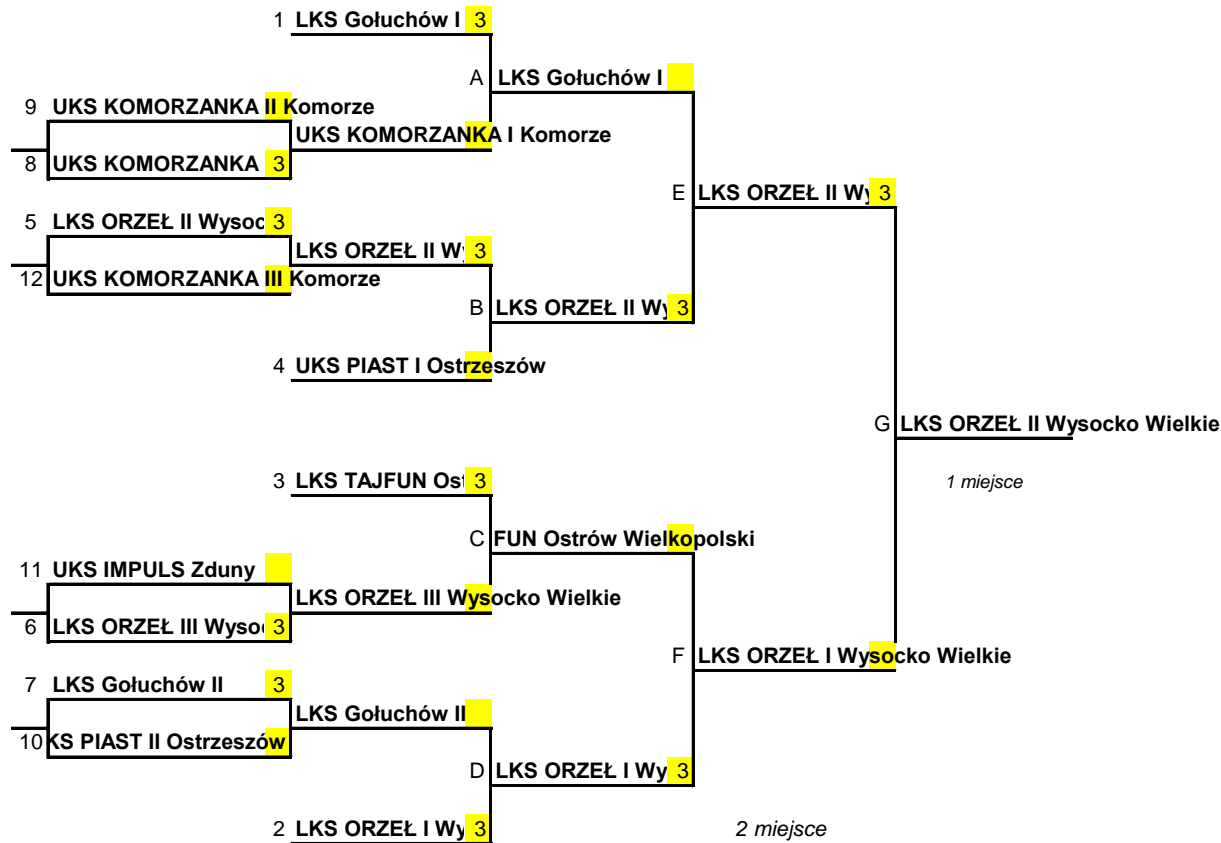 1 LKS Gołuchów I 3
A LKS Gołuchów I
9 UKS KOMORZANKA II Komorze
UKS KOMORZANKA I Komorze
8 UKS KOMORZANKA 3
E LKS ORZEŁ II Wy 3
5 LKS ORZEŁ II Wysoc 3
LKS ORZEŁ II Wy 3
12 UKS KOMORZANKA III Komorze
B LKS ORZEŁ II Wy 3
4 UKS PIAST I Ostrzeszów
G LKS ORZEŁ II Wysocko Wielkie
3 LKS TAJFUN Ost 3
1 miejsce
C FUN Ostrów Wielkopolski
11 UKS IMPULS Zduny
LKS ORZEŁ III Wysocko Wielkie
6 LKS ORZEŁ III Wysoc 3
F LKS ORZEŁ I Wysocko Wielkie
7 LKS Gołuchów II 3
LKS Gołuchów II
10 KS PIAST II Ostrzeszów
D LKS ORZEŁ I Wy 3
2 LKS ORZEŁ I Wy 3
2 miejsce